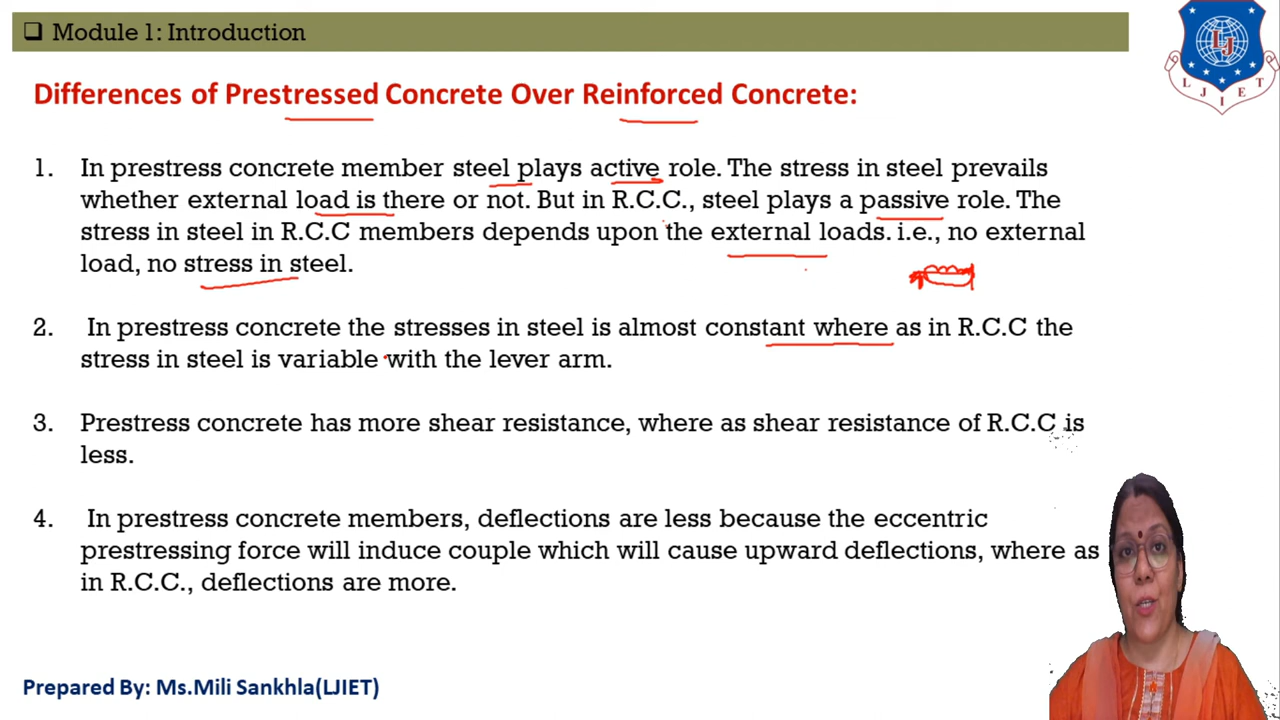 ❑ Module 1: Introduction
LJ
L J I E T
Differences of Prestressed Concrete Over Reinforced Concrete:
1. In prestress concrete member steel plays active role. The stress in steel prevails
whether external load is there or not. But in R.C.C., steel plays a passive role. The
stress in steel in R.C.C members depends upon the external loads. i.e., no external
load, no stress in steel.
2. In prestress concrete the stresses in steel is almost constant where as in R.C.C the
stress in steel is variable with the lever arm.
3. Prestress concrete has more shear resistance, where as shear resistance of R.C.C is
less.
4. In prestress concrete members, deflections are less because the eccentric
prestressing force will induce couple which will cause upward deflections, where as
in R.C.C., deflections are more.
Prepared By: Ms.Mili Sankhla(LJIET)